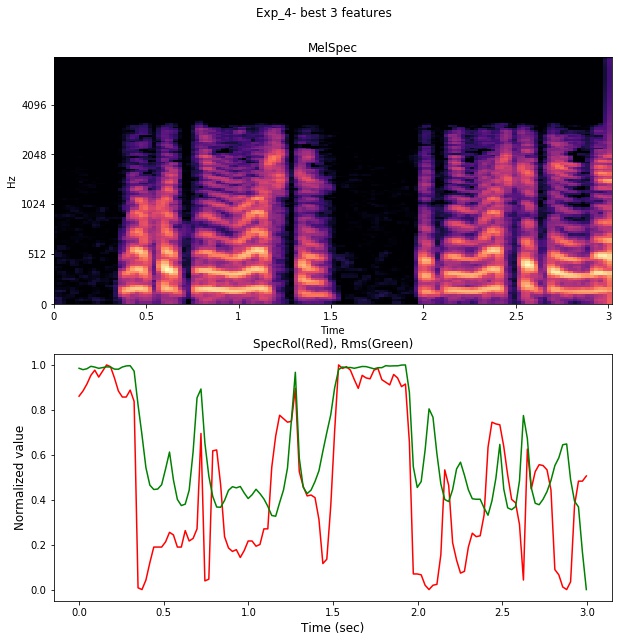 Exp_4- best 3 features
MelSpec
4096
2048
1024
512
0
Hz
0 0.5 1 1.5 2 2.5 3
Time
SpecRol(Red), Rms(Green)
1.0
0.8
0.6
0.4
0.2
0.0
Normalized value
0.0 0.5 1.0 1.5 2.0 2.5 3.0
Time (sec)